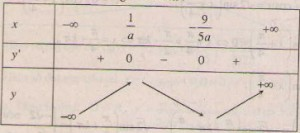 x −∞ 1/a −9/5a +∞
y' + 0 − 0 +
y −∞ +∞